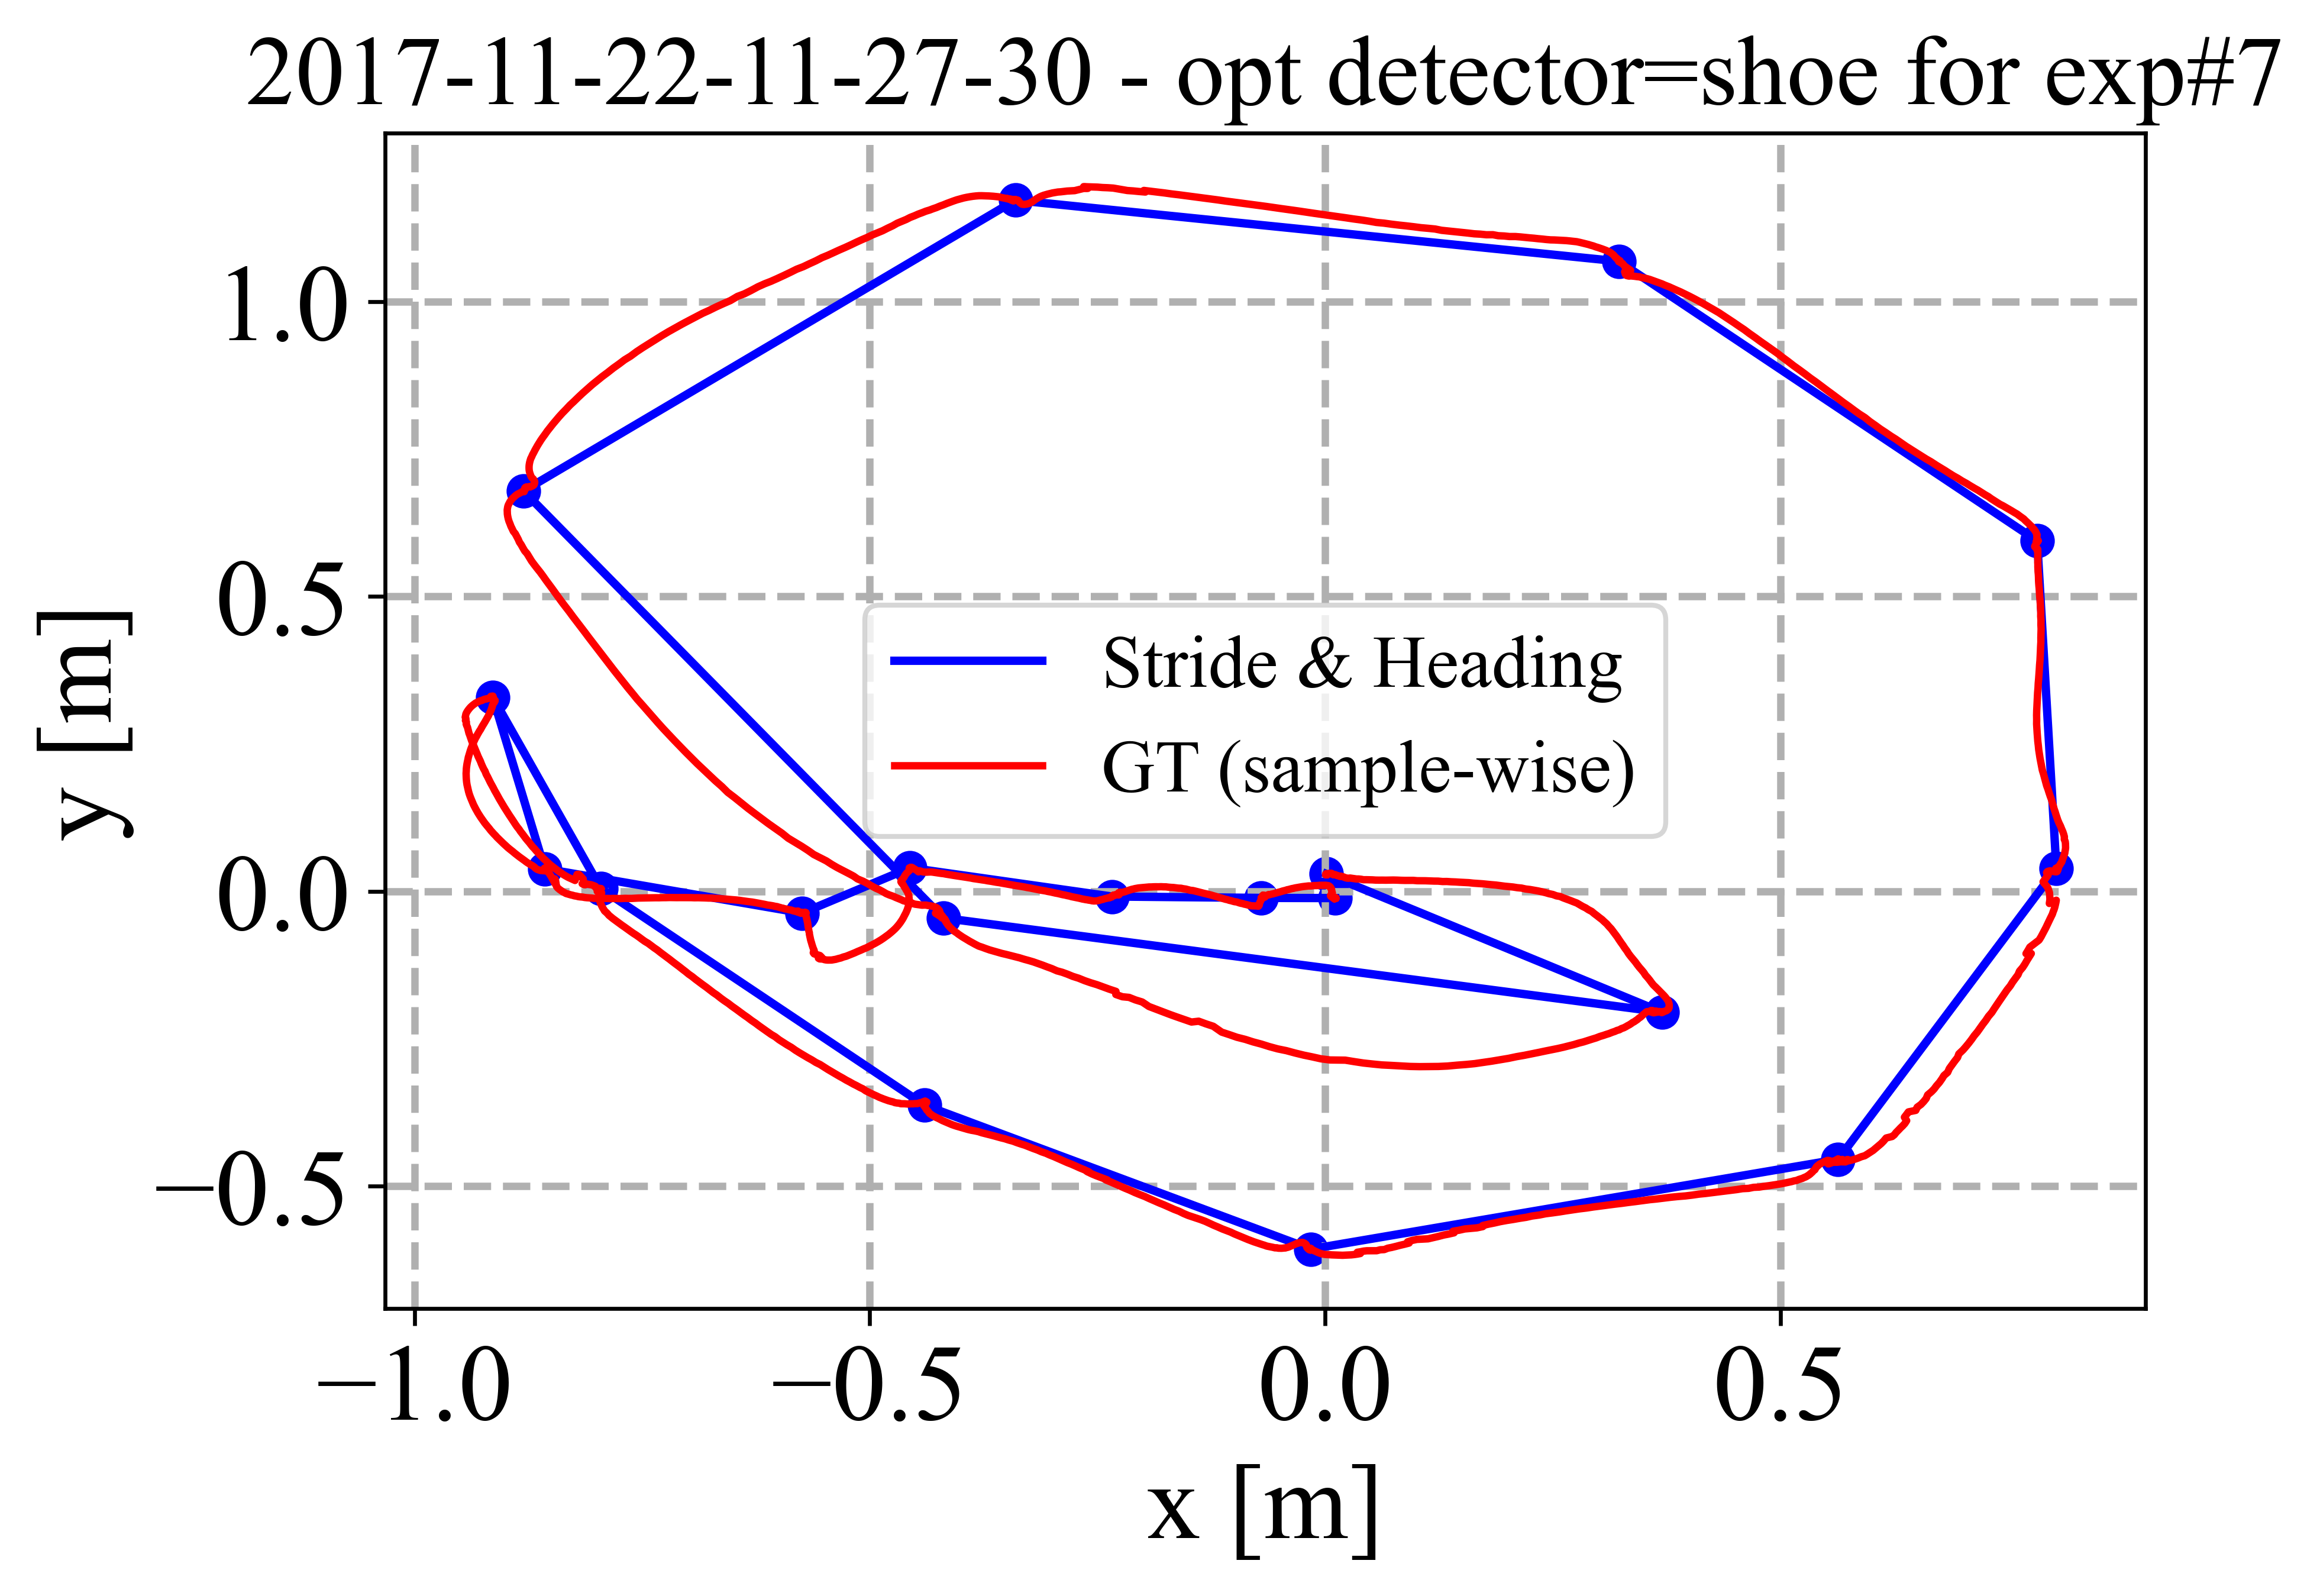 2017-11-22-11-27-30 - opt detector=shoe for exp#7
y [m]
1.0
0.5
0.0
−0.5
Stride & Heading
GT (sample-wise)
−1.0 −0.5 0.0 0.5
x [m]